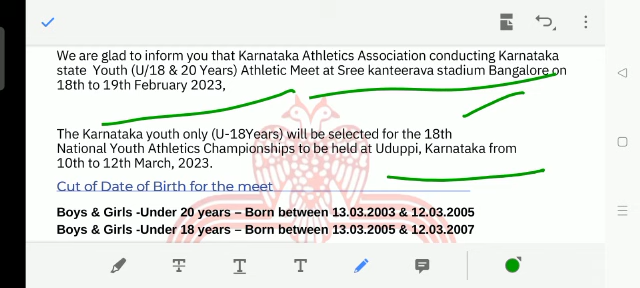 We are glad to inform you that Karnataka Athletics Association conducting Karnataka
state Youth (U/18 & 20 Years) Athletic Meet at Sree kanteerava stadium Bangalore on
18th to 19th February 2023,
The Karnataka youth only (U-18Years) will be selected for the 18th
National Youth Athletics Championships to be held at Uduppi, Karnataka from
10th to 12th March, 2023.
Cut of Date of Birth for the meet
Boys & Girls -Under 20 years – Born between 13.03.2003 & 12.03.2005
Boys & Girls -Under 18 years – Born between 13.03.2005 & 12.03.2007